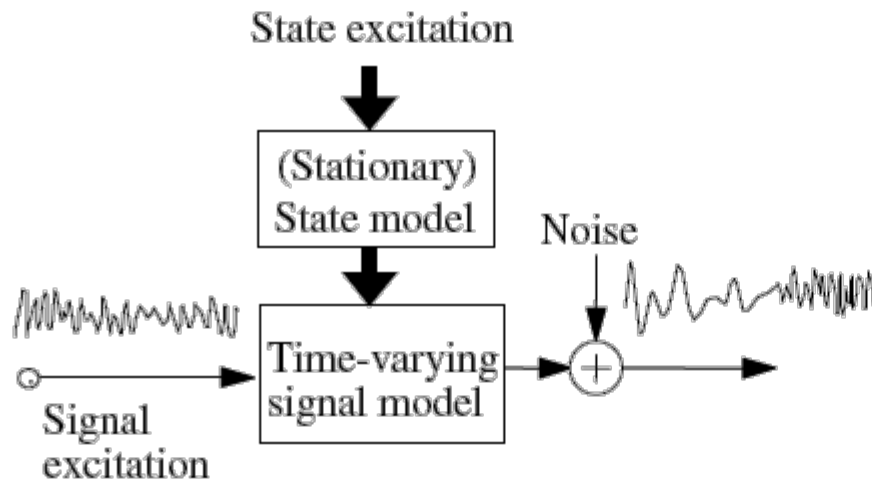 State excitation
(Stationary)
State model
Noise
Time-varying
signal model
+
Signal
excitation